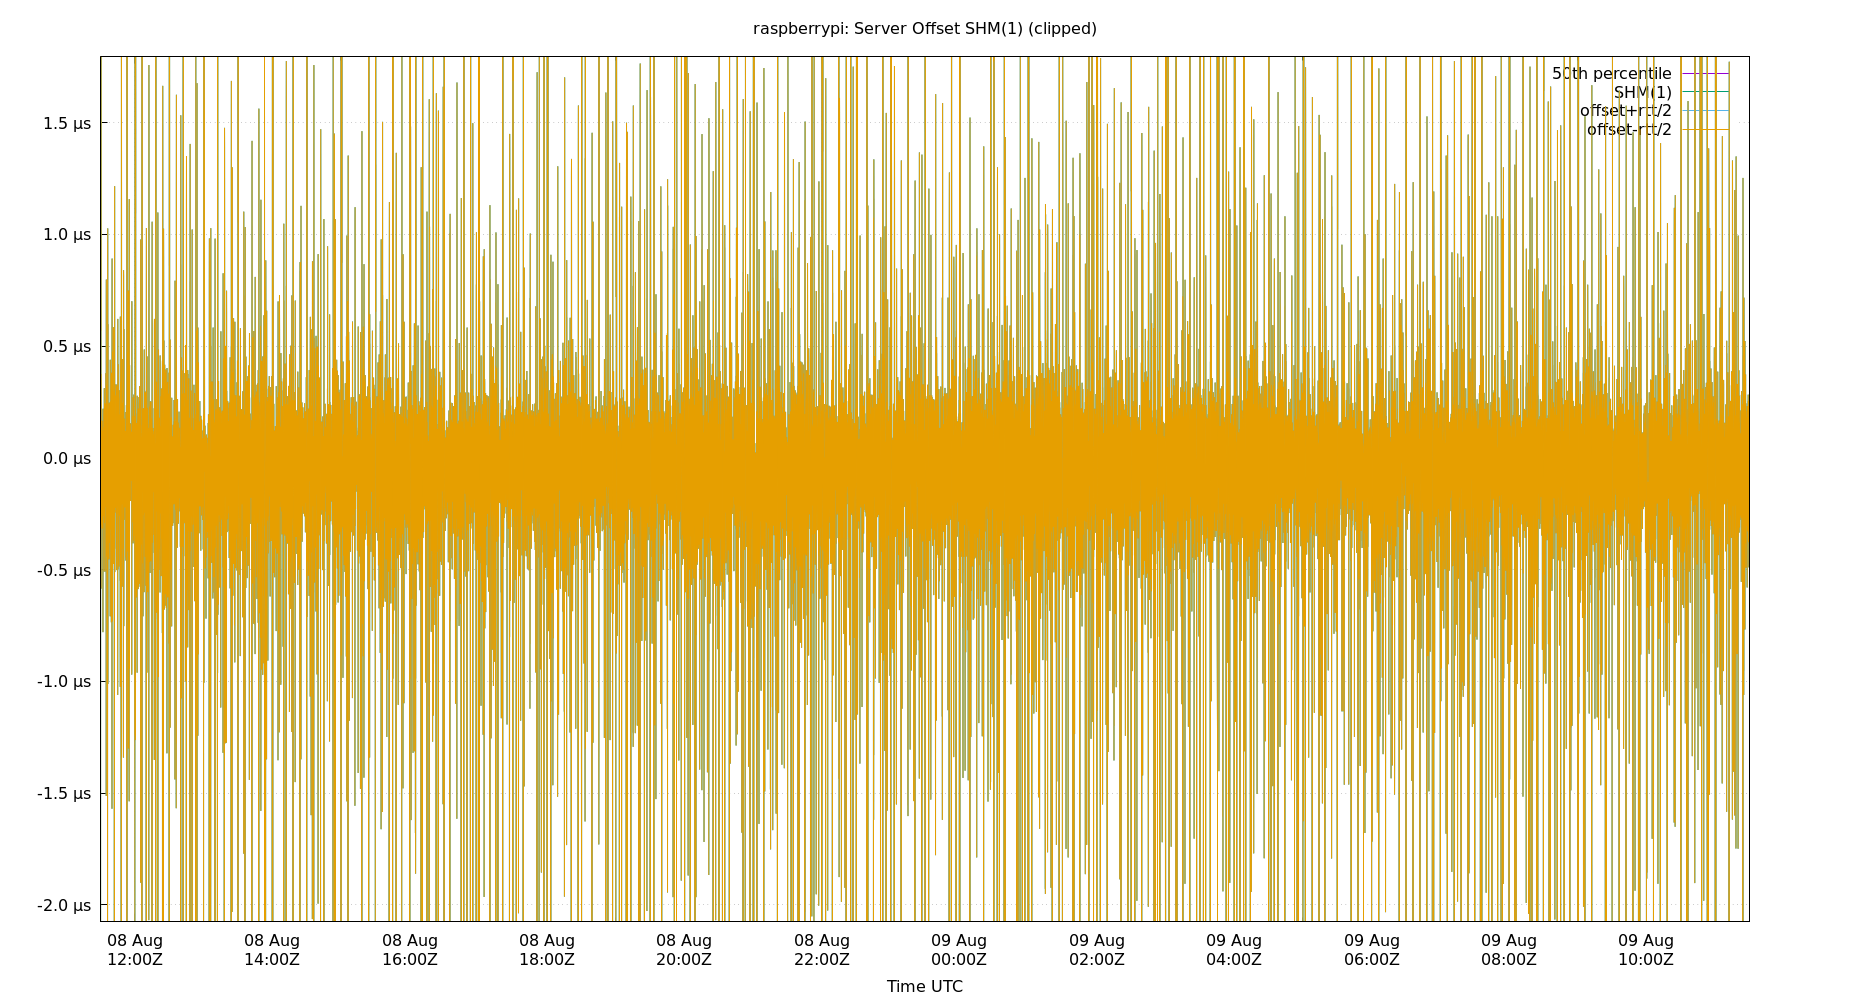 raspberrypi: Server Offset SHM(1) (clipped)
50th percentile
SHM(1)
offset+rtt/2
offset-rtt/2
1.5 µs
1.0 µs
0.5 µs
0.0 µs
-0.5 µs
-1.0 µs
-1.5 µs
-2.0 µs
08 Aug 08 Aug 08 Aug 08 Aug 08 Aug 08 Aug 09 Aug 09 Aug 09 Aug 09 Aug 09 Aug 09 Aug
12:00Z 14:00Z 16:00Z 18:00Z 20:00Z 22:00Z 00:00Z 02:00Z 04:00Z 06:00Z 08:00Z 10:00Z
Time UTC